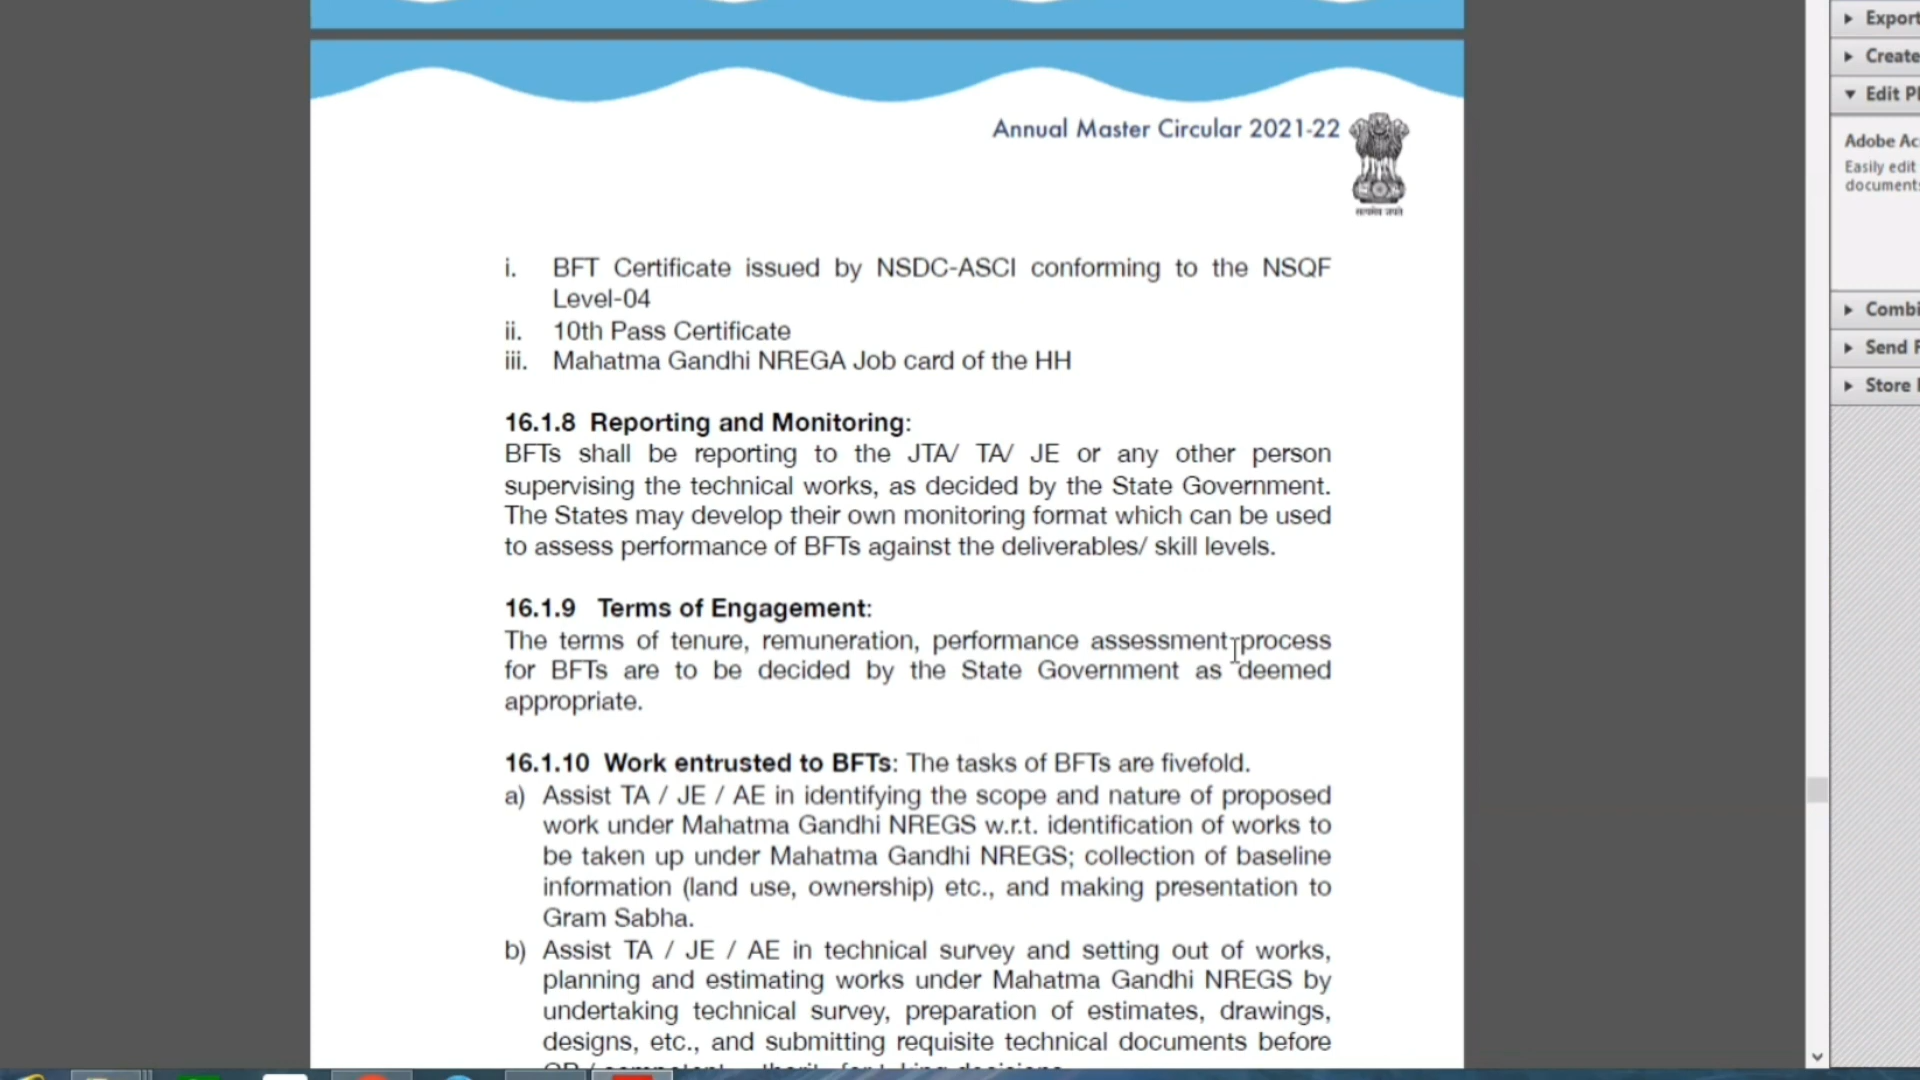 Annual Master Circular 2021-22
सत्यमेव जयते
i. BFT Certificate issued by NSDC-ASCI conforming to the NSQF
Level-04
ii. 10th Pass Certificate
iii. Mahatma Gandhi NREGA Job card of the HH
16.1.8 Reporting and Monitoring:
BFTs shall be reporting to the JTA/ TA/ JE or any other person
supervising the technical works, as decided by the State Government.
The States may develop their own monitoring format which can be used
to assess performance of BFTs against the deliverables/ skill levels.
16.1.9 Terms of Engagement:
The terms of tenure, remuneration, performance assessment process
for BFTs are to be decided by the State Government as deemed
appropriate.
16.1.10 Work entrusted to BFTs: The tasks of BFTs are fivefold.
a) Assist TA / JE / AE in identifying the scope and nature of proposed
work under Mahatma Gandhi NREGS w.r.t. identification of works to
be taken up under Mahatma Gandhi NREGS; collection of baseline
information (land use, ownership) etc., and making presentation to
Gram Sabha.
b) Assist TA / JE / AE in technical survey and setting out of works,
planning and estimating works under Mahatma Gandhi NREGS by
undertaking technical survey, preparation of estimates, drawings,
designs, etc., and submitting requisite technical documents before
Export
Create
Edit
Adobe Ac
Easily edit
documents
Combi
Send
Store